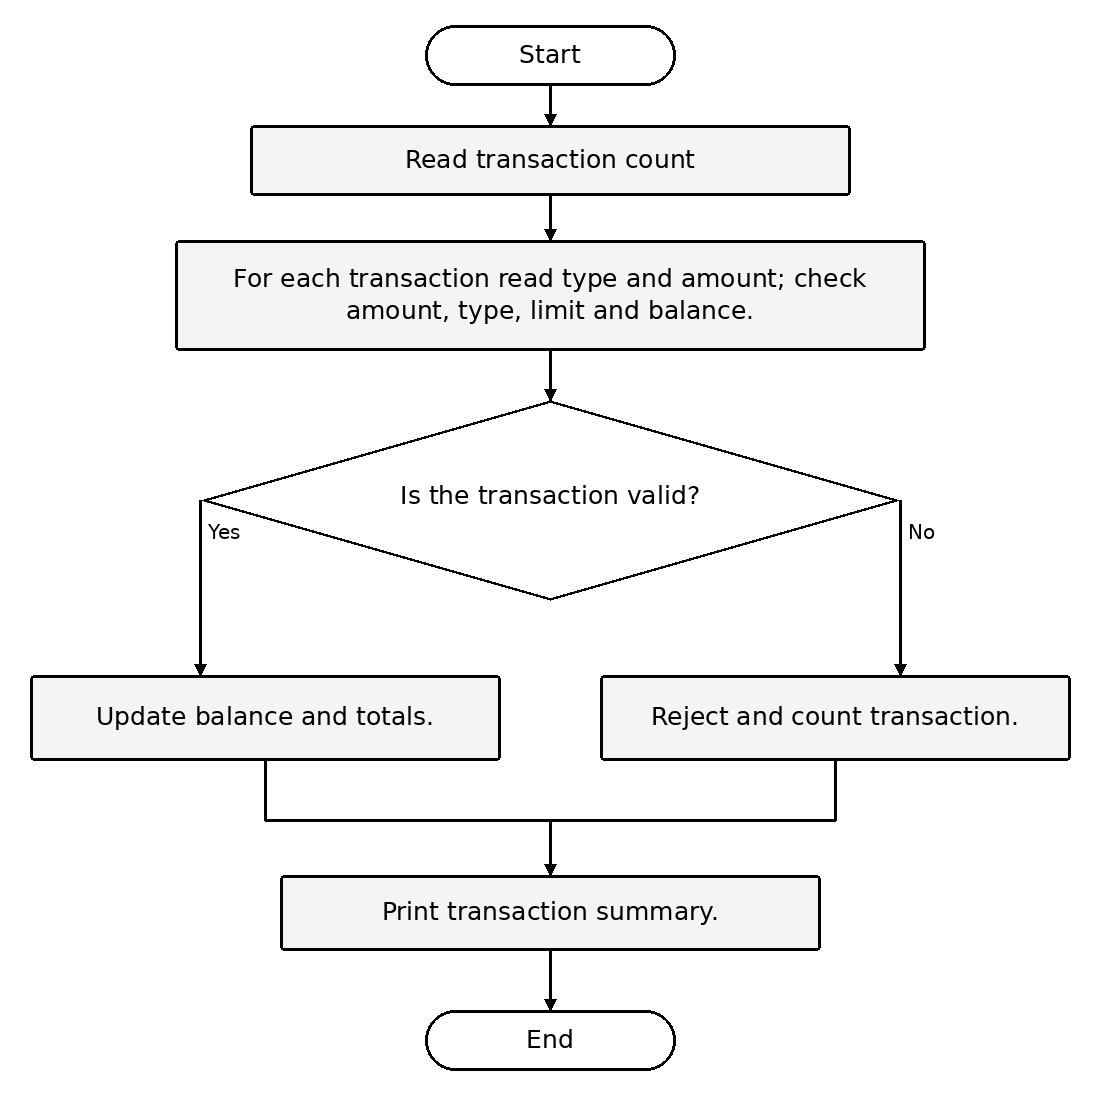 Start
Read transaction count
For each transaction read type and amount; check
amount, type, limit and balance.
Is the transaction valid?
Yes
No
Update balance and totals.
Reject and count transaction.
Print transaction summary.
End